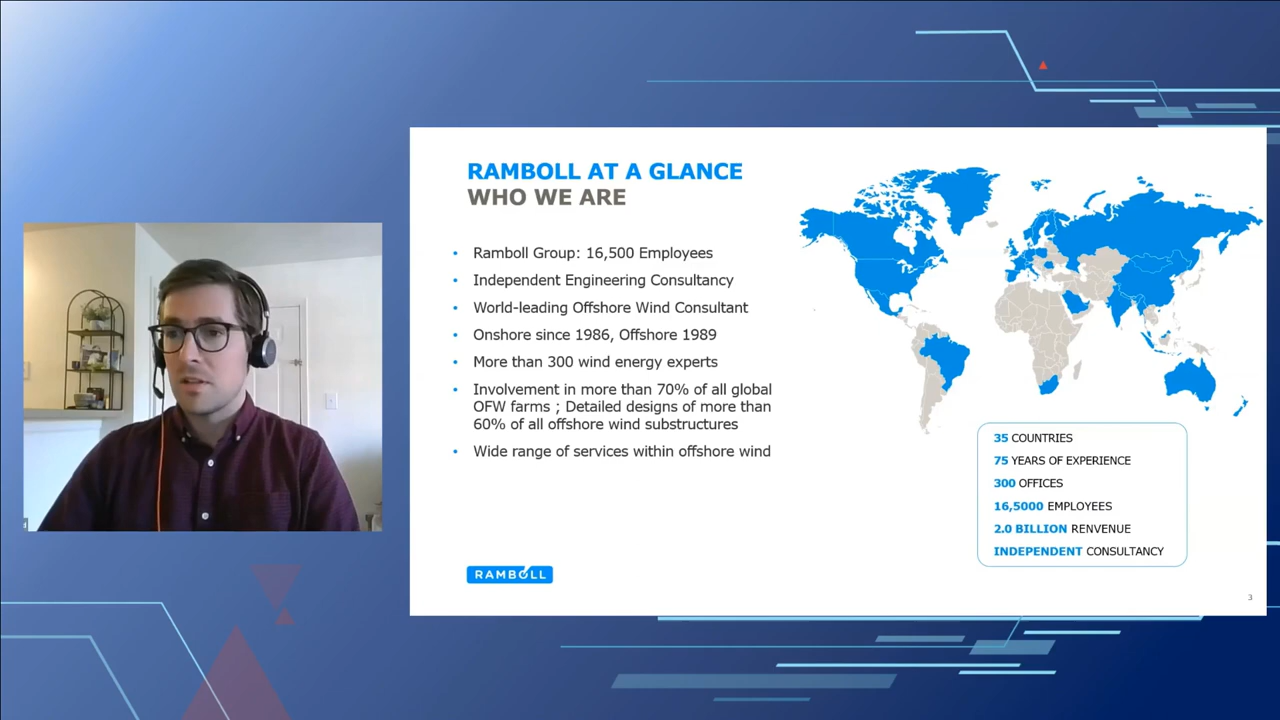 RAMBOLL AT A GLANCE
WHO WE ARE
• Ramboll Group: 16,500 Employees
• Independent Engineering Consultancy
• World-leading Offshore Wind Consultant
• Onshore since 1986, Offshore 1989
• More than 300 wind energy experts
• Involvement in more than 70% of all global
OFW farms ; Detailed designs of more than
60% of all offshore wind substructures
• Wide range of services within offshore wind
35 COUNTRIES
75 YEARS OF EXPERIENCE
300 OFFICES
16,5000 EMPLOYEES
2.0 BILLION RENVENUE
INDEPENDENT CONSULTANCY
RAMBOLL
3